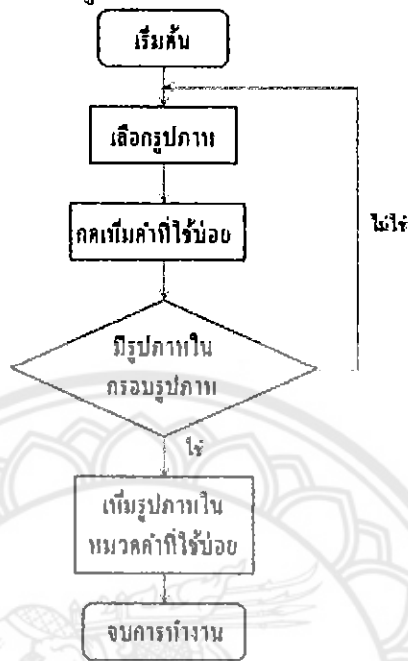 เริ่มต้น
เลือกรูปภาพ
กดเพิ่มคำที่ใช้บ่อย
ไม่ใช่
มีรูปภาพใน
กรอบรูปภาพ
ใช่
เพิ่มรูปภาพใน
หมวดคำที่ใช้บ่อย
จบการทำงาน